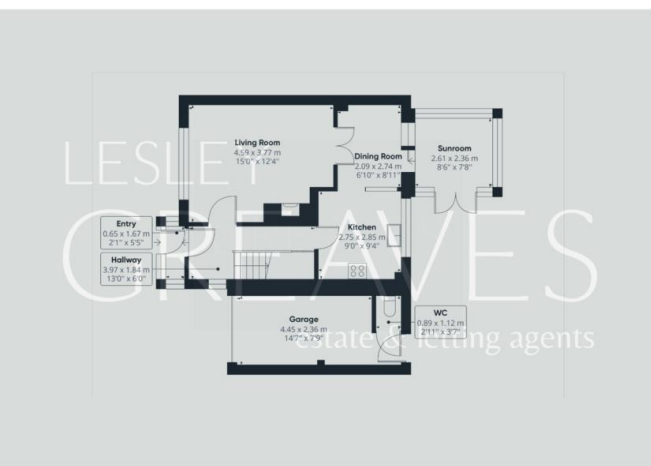 LESLEY
GREAVES
estate & letting agents
Living Room
4.59 x 3.77 m
15'0" x 12'4"
Dining Room
2.09 x 2.74 m
6'10" x 8'11"
Sunroom
2.61 x 2.36 m
8'6" x 7'8"
Entry
0.65 x 1.67 m
2'1" x 5'5"
Hallway
3.97 x 1.84 m
13'0" x 6'0"
Kitchen
2.75 x 2.85 m
9'0" x 9'4"
Garage
4.45 x 2.36 m
14'7" x 7'9"
WC
0.89 x 1.12 m
2'11" x 3'7"